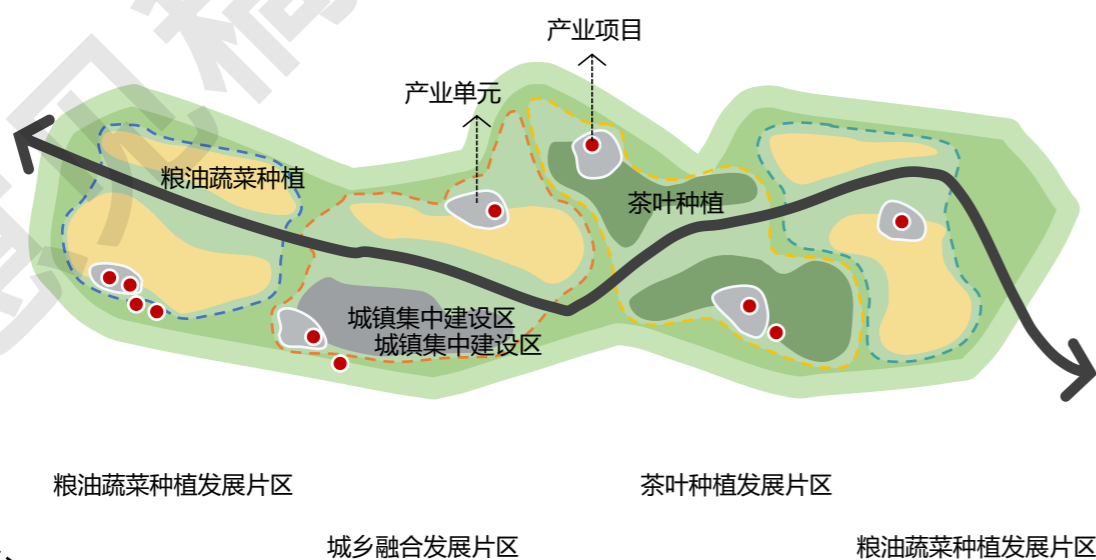 产业项目
产业单元
粮油蔬菜种植
茶叶种植
城镇集中建设区
城镇集中建设区
粮油蔬菜种植发展片区
茶叶种植发展片区
城乡融合发展片区
粮油蔬菜种植发展片区